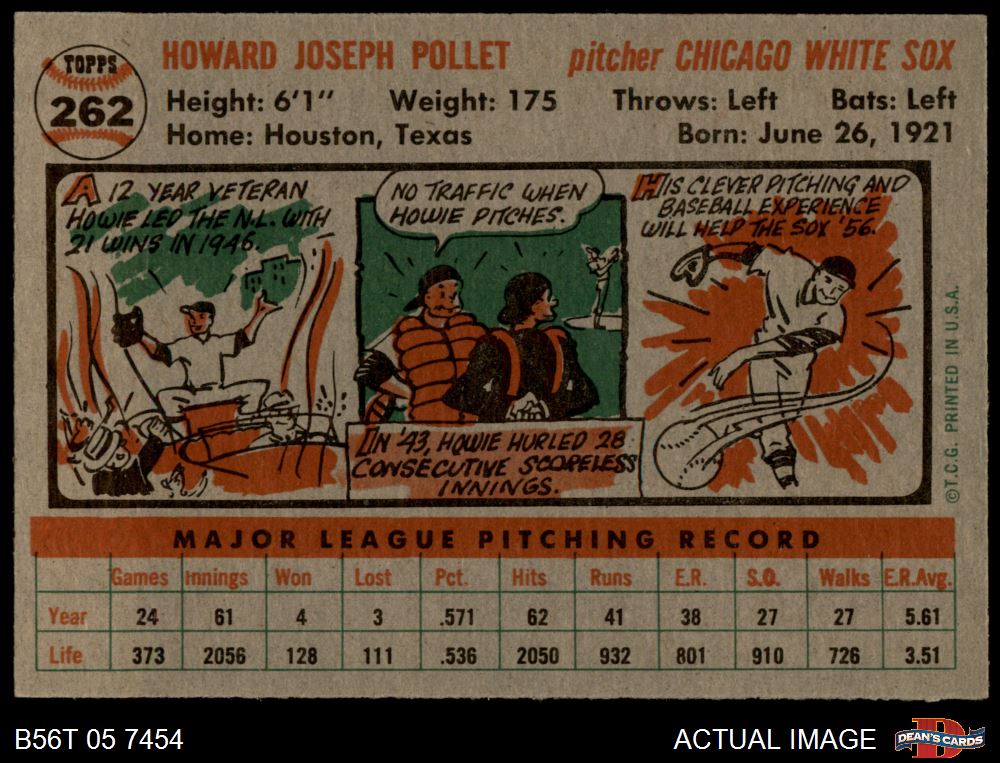 TOPPS
262
HOWARD JOSEPH POLLET
pitcher CHICAGO WHITE SOX
Height: 6'1" Weight: 175 Throws: Left Bats: Left
Home: Houston, Texas Born: June 26, 1921
A 12 YEAR VETERAN
HOWIE LED THE N.L. WITH
21 WINS IN 1946.
NO TRAFFIC WHEN
HOWIE PITCHES.
IN '43, HOWIE HURLED 28
CONSECUTIVE SCORELESS
INNINGS.
HIS CLEVER PITCHING AND
BASEBALL EXPERIENCE
WILL HELP THE SOX '56.
©T.C.G. PRINTED IN U.S.A.
MAJOR LEAGUE PITCHING RECORD
Games Innings Won Lost Pct. Hits Runs E.R. S.O. Walks E.R.Avg.
Year 24 61 4 3 .571 62 41 38 27 27 5.61
Life 373 2056 128 111 .536 2050 932 801 910 726 3.51
B56T 05 7454
ACTUAL IMAGE
DEAN'S CARDS